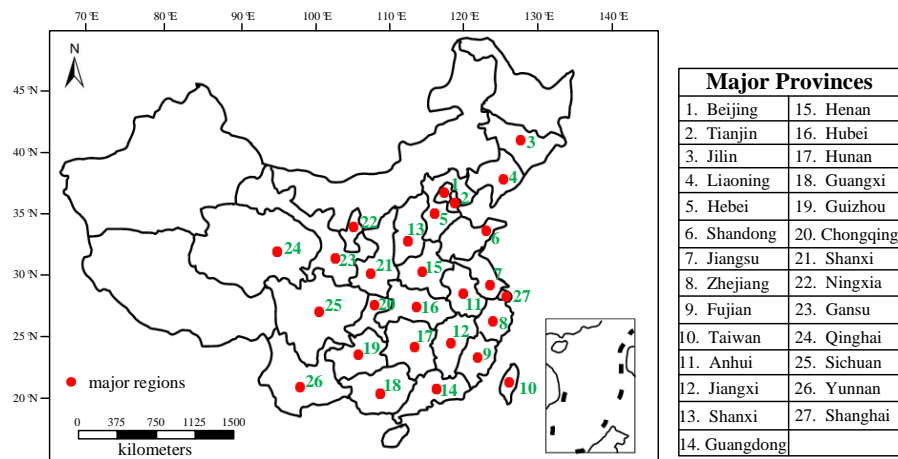 70 °E 80 °E 90 °E 100 °E 110 °E 120 °E 130 °E 140 °E
N
45 °N
40 °N
35 °N
30 °N
25 °N
20 °N
1
2
3
4
5
6
7
8
9
10
11
12
13
14
15
16
17
18
19
20
21
22
23
24
25
26
27
major regions
0 375 750 1125 1500
kilometers
Major Provinces
1. Beijing 15. Henan
2. Tianjin 16. Hubei
3. Jilin 17. Hunan
4. Liaoning 18. Guangxi
5. Hebei 19. Guizhou
6. Shandong 20. Chongqing
7. Jiangsu 21. Shanxi
8. Zhejiang 22. Ningxia
9. Fujian 23. Gansu
10. Taiwan 24. Qinghai
11. Anhui 25. Sichuan
12. Jiangxi 26. Yunnan
13. Shanxi 27. Shanghai
14. Guangdong